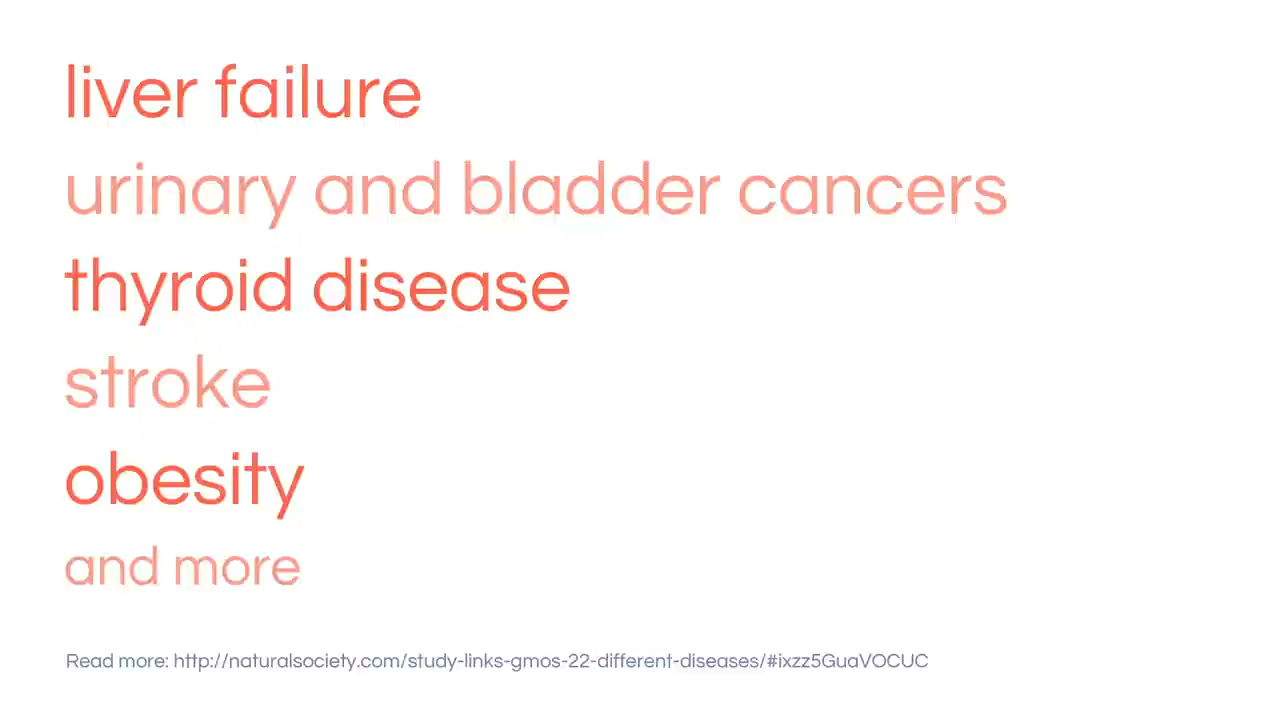 liver failure
urinary and bladder cancers
thyroid disease
stroke
obesity
and more
Read more: http://naturalsociety.com/study-links-gmos-22-different-diseases/#ixzz5GuaVOCUC